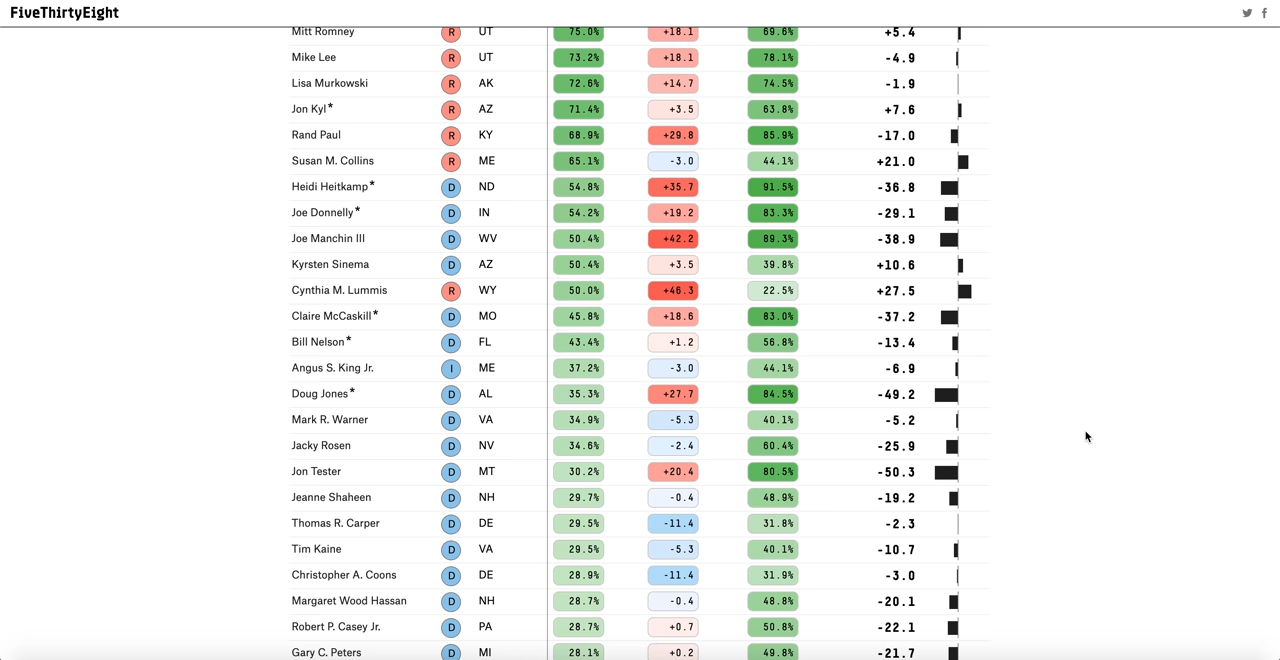 FiveThirtyEight
Mitt Romney R UT 75.0% +18.1 69.6% +5.4
Mike Lee R UT 73.2% +18.1 78.1% -4.9
Lisa Murkowski R AK 72.6% +14.7 74.5% -1.9
Jon Kyl* R AZ 71.4% +3.5 63.8% +7.6
Rand Paul R KY 68.9% +29.8 85.9% -17.0
Susan M. Collins R ME 65.1% -3.0 44.1% +21.0
Heidi Heitkamp* D ND 54.8% +35.7 91.5% -36.8
Joe Donnelly* D IN 54.2% +19.2 83.3% -29.1
Joe Manchin III D WV 50.4% +42.2 89.3% -38.9
Kyrsten Sinema D AZ 50.4% +3.5 39.8% +10.6
Cynthia M. Lummis R WY 50.0% +46.3 22.5% +27.5
Claire McCaskill* D MO 45.8% +18.6 83.0% -37.2
Bill Nelson* D FL 43.4% +1.2 56.8% -13.4
Angus S. King Jr. I ME 37.2% -3.0 44.1% -6.9
Doug Jones* D AL 35.3% +27.7 84.5% -49.2
Mark R. Warner D VA 34.9% -5.3 40.1% -5.2
Jacky Rosen D NV 34.6% -2.4 60.4% -25.9
Jon Tester D MT 30.2% +20.4 80.5% -50.3
Jeanne Shaheen D NH 29.7% -0.4 48.9% -19.2
Thomas R. Carper D DE 29.5% -11.4 31.8% -2.3
Tim Kaine D VA 29.5% -5.3 40.1% -10.7
Christopher A. Coons D DE 28.9% -11.4 31.9% -3.0
Margaret Wood Hassan D NH 28.7% -0.4 48.8% -20.1
Robert P. Casey Jr. D PA 28.7% +0.7 50.8% -22.1
Gary C. Peters D MI 28.1% +0.2 49.8% -21.7